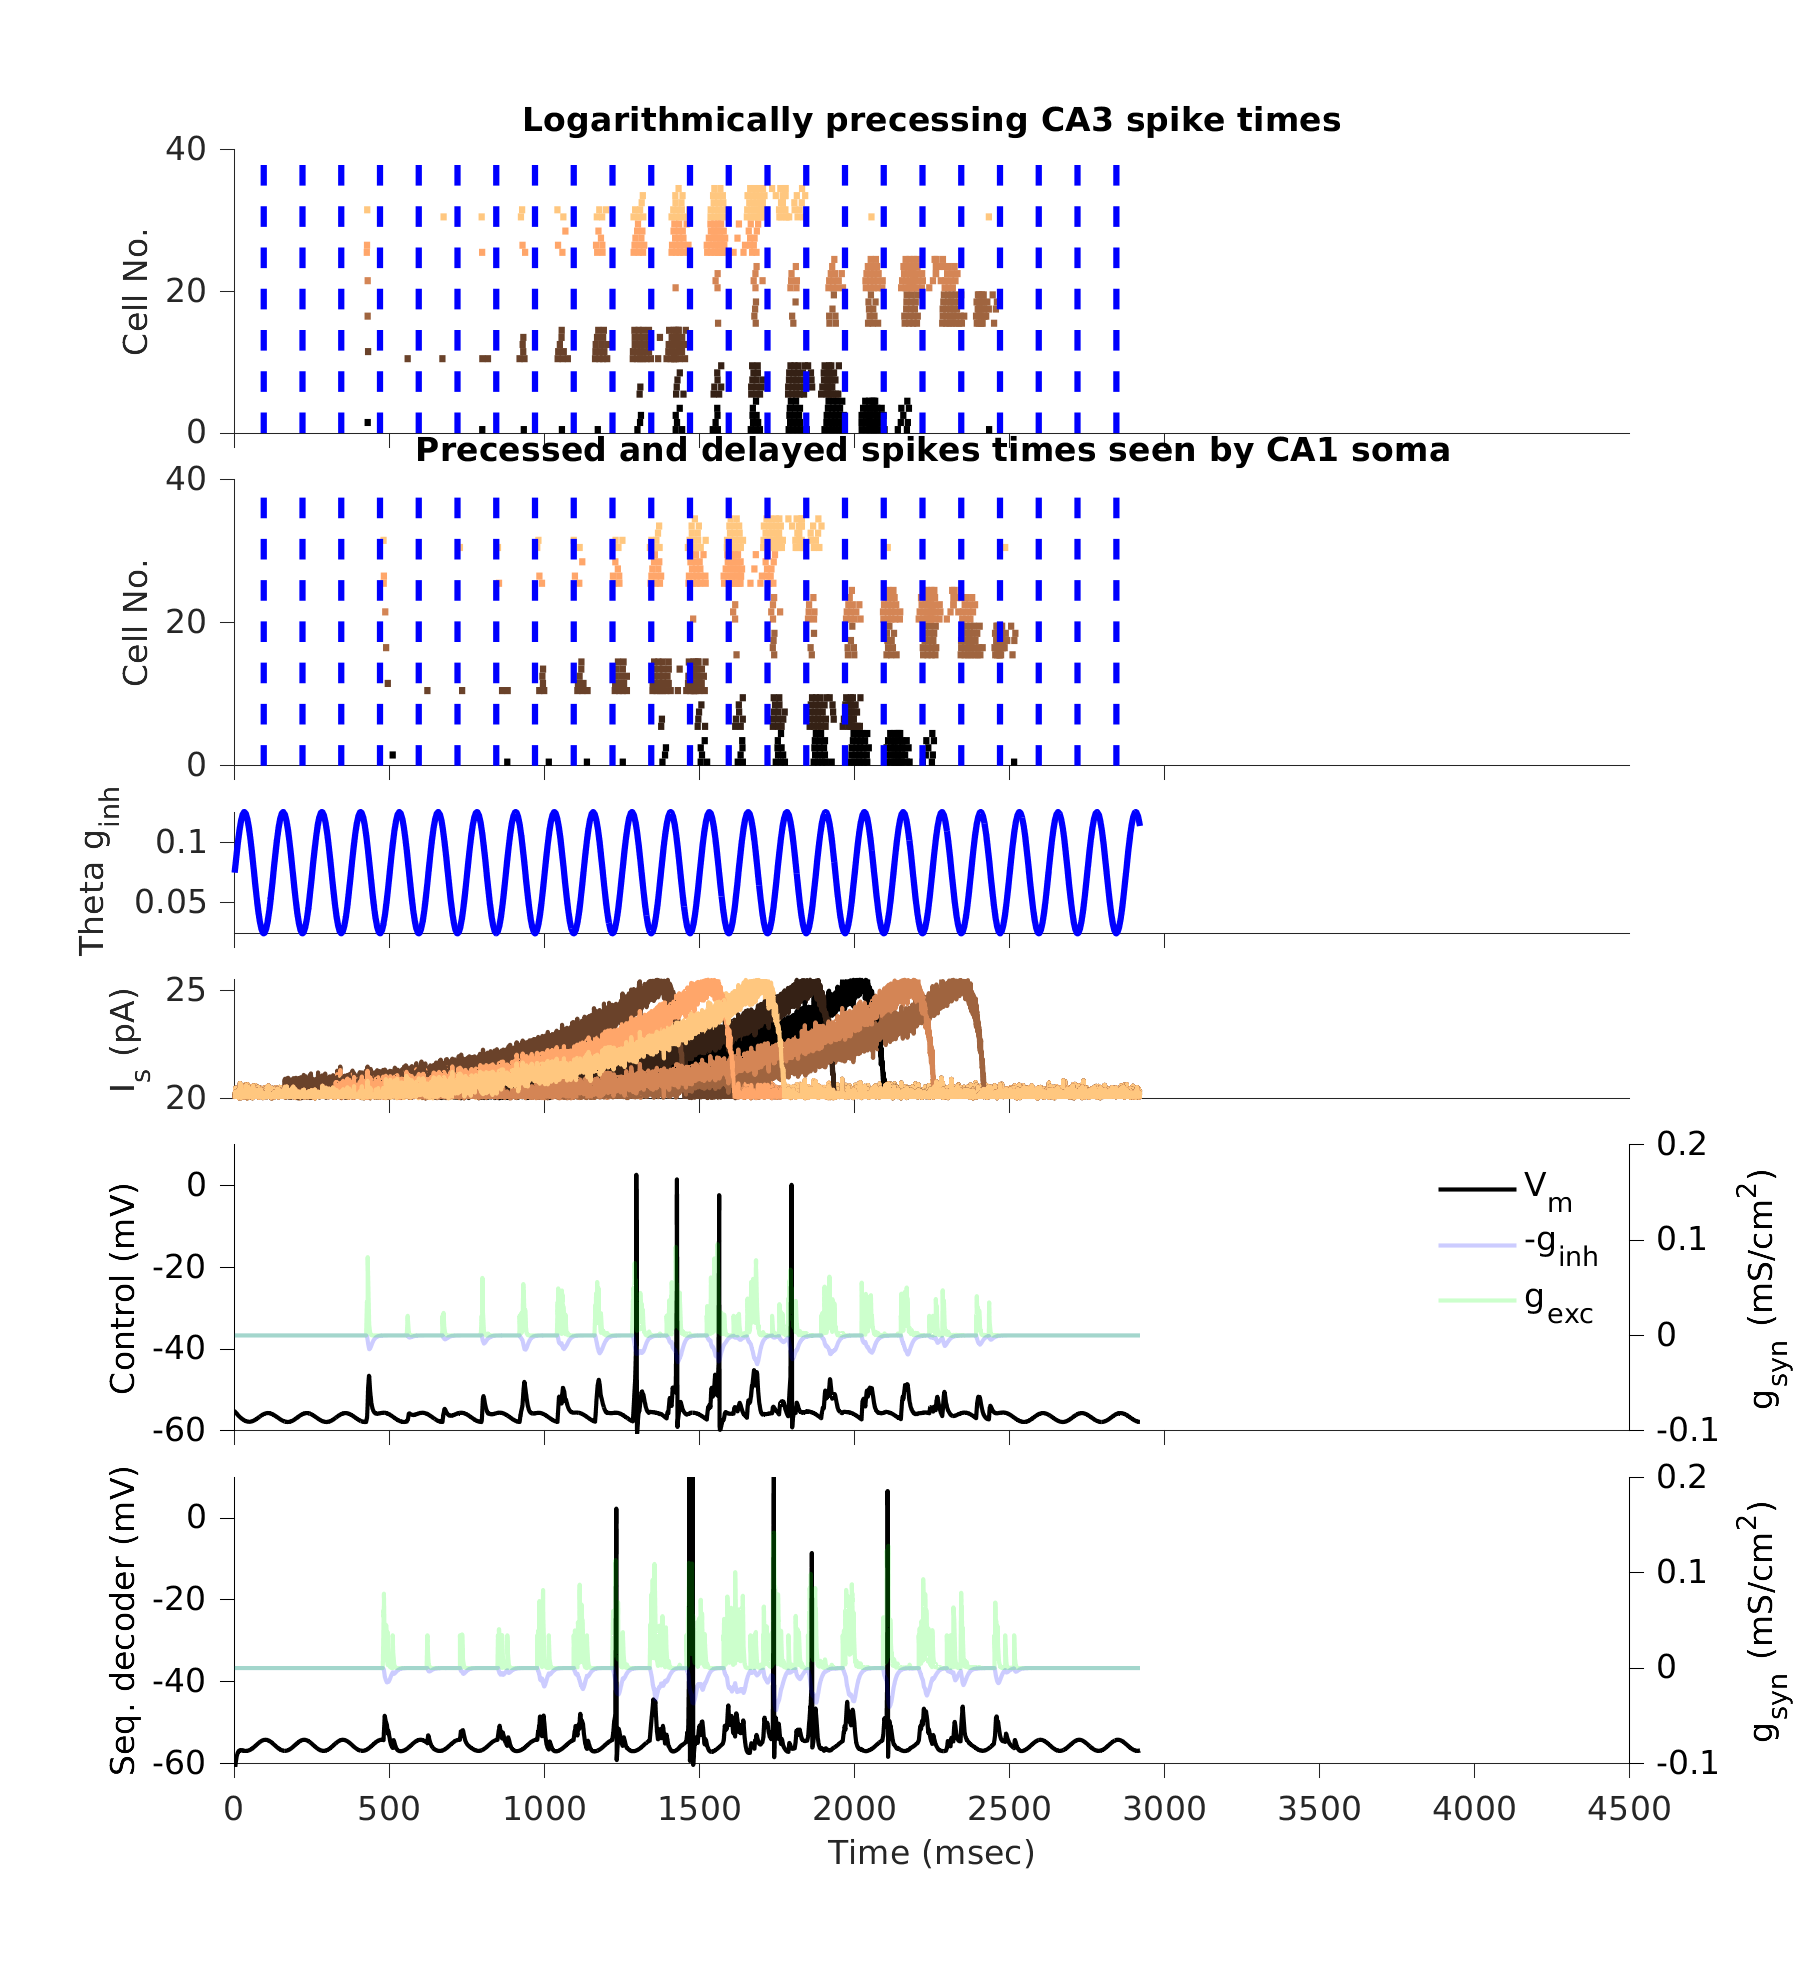 Logarithmically precessing CA3 spike times
40
20
0
Cell No.
Precessed and delayed spikes times seen by CA1 soma
40
20
0
Cell No.
0.1
0.05
Theta g_inh
25
20
I_s (pA)
0
-20
-40
-60
Control (mV)
V_m
-g_inh
g_exc
0.2
0.1
0
-0.1
g_syn (mS/cm^2)
0
-20
-40
-60
Seq. decoder (mV)
0.2
0.1
0
-0.1
g_syn (mS/cm^2)
0 500 1000 1500 2000 2500 3000 3500 4000 4500
Time (msec)